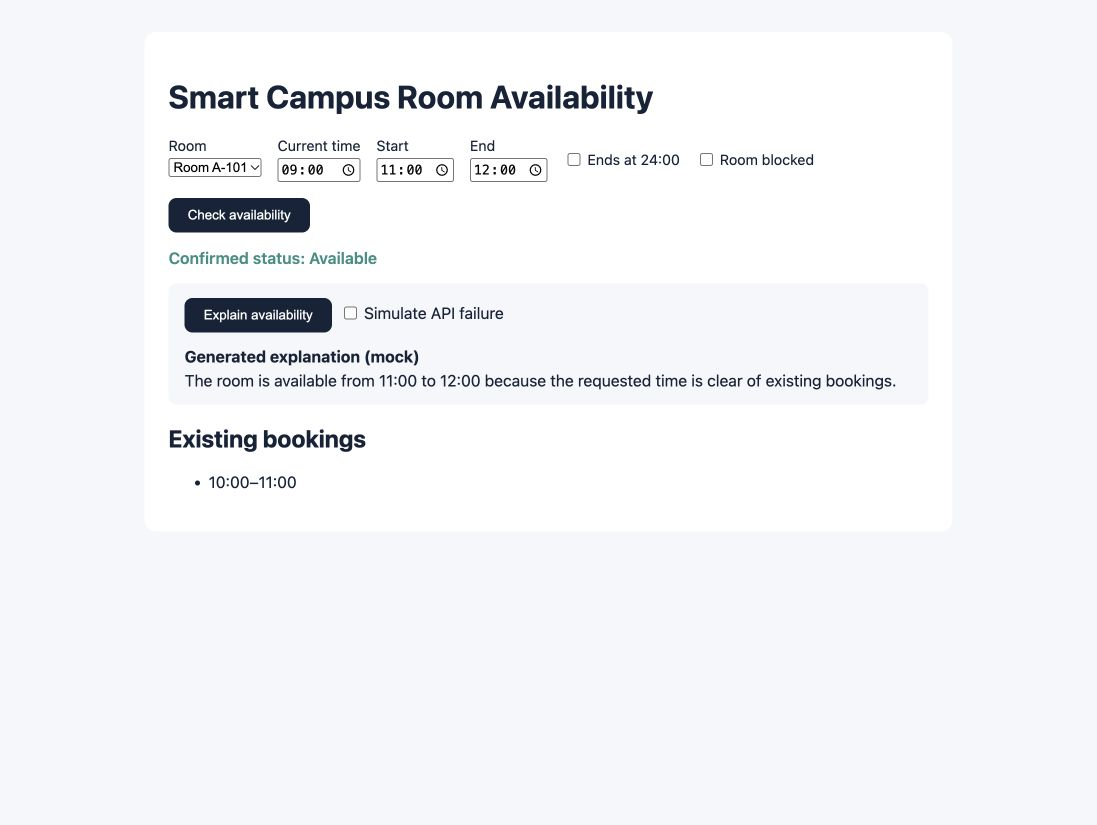 Smart Campus Room Availability
Room Current time Start End
Room A-101 09:00 11:00 12:00 Ends at 24:00 Room blocked
Check availability
Confirmed status: Available
Explain availability Simulate API failure
Generated explanation (mock)
The room is available from 11:00 to 12:00 because the requested time is clear of existing bookings.
Existing bookings
• 10:00–11:00